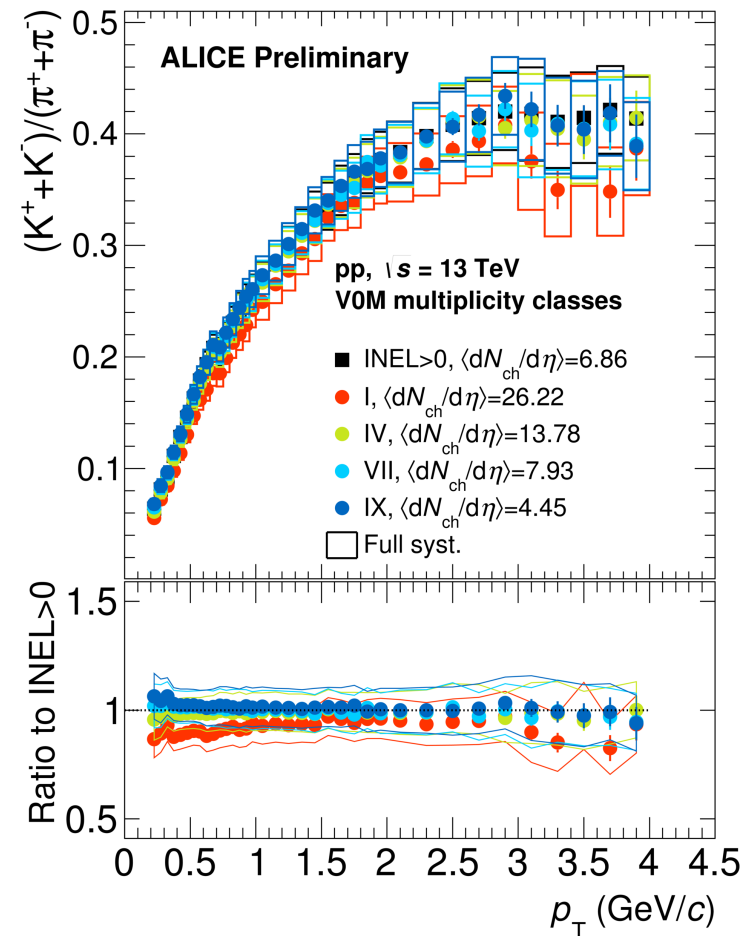 ALICE Preliminary
(K⁺+K⁻)/(π⁺+π⁻)
0.5
0.4
0.3
0.2
0.1
pp, √s = 13 TeV
V0M multiplicity classes
INEL>0, ⟨dN_ch/dη⟩=6.86
I, ⟨dN_ch/dη⟩=26.22
IV, ⟨dN_ch/dη⟩=13.78
VII, ⟨dN_ch/dη⟩=7.93
IX, ⟨dN_ch/dη⟩=4.45
Full syst.
Ratio to INEL>0
1.5
1
0.5
0 0.5 1 1.5 2 2.5 3 3.5 4 4.5
p_T (GeV/c)